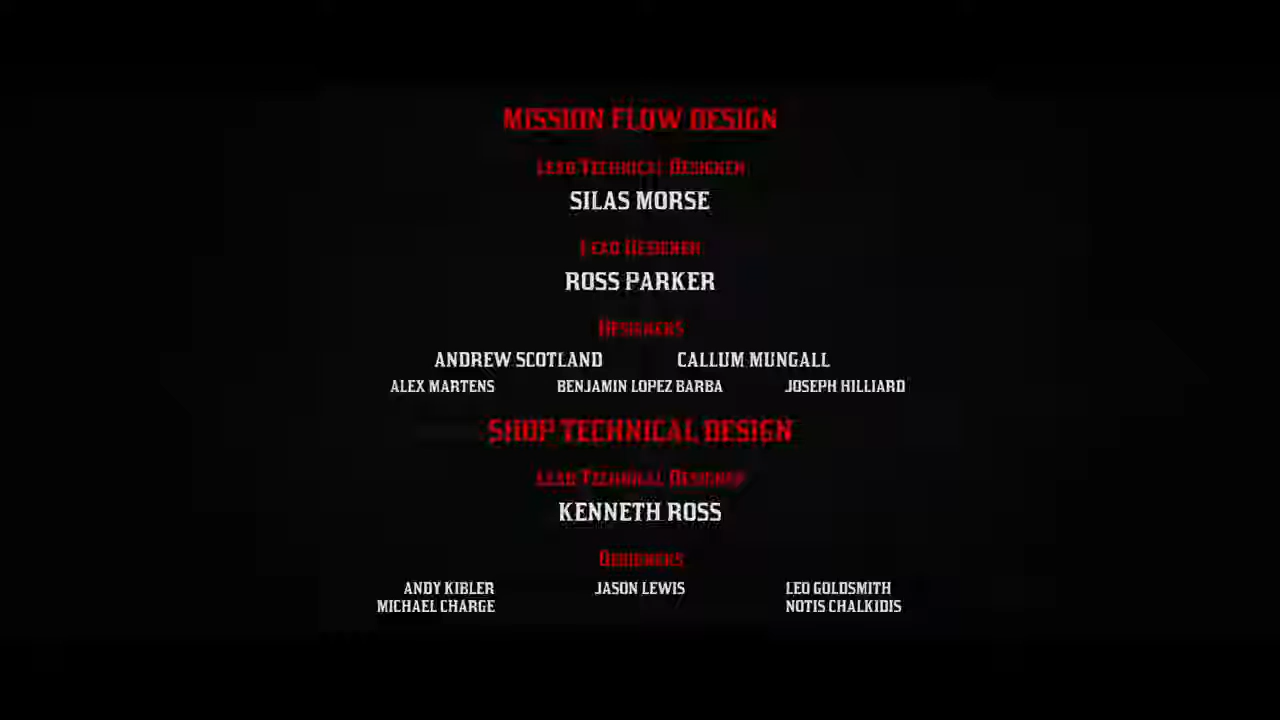 MISSION FLOW DESIGN
LEAD TECHNICAL DESIGNER
SILAS MORSE
LEAD DESIGNER
ROSS PARKER
DESIGNERS
ANDREW SCOTLAND CALLUM MUNGALL
ALEX MARTENS BENJAMIN LOPEZ BARBA JOSEPH HILLIARD
SHOP TECHNICAL DESIGN
LEAD TECHNICAL DESIGNER
KENNETH ROSS
DESIGNERS
ANDY KIBLER JASON LEWIS LEO GOLDSMITH
MICHAEL CHARGE NOTIS CHALKIDIS